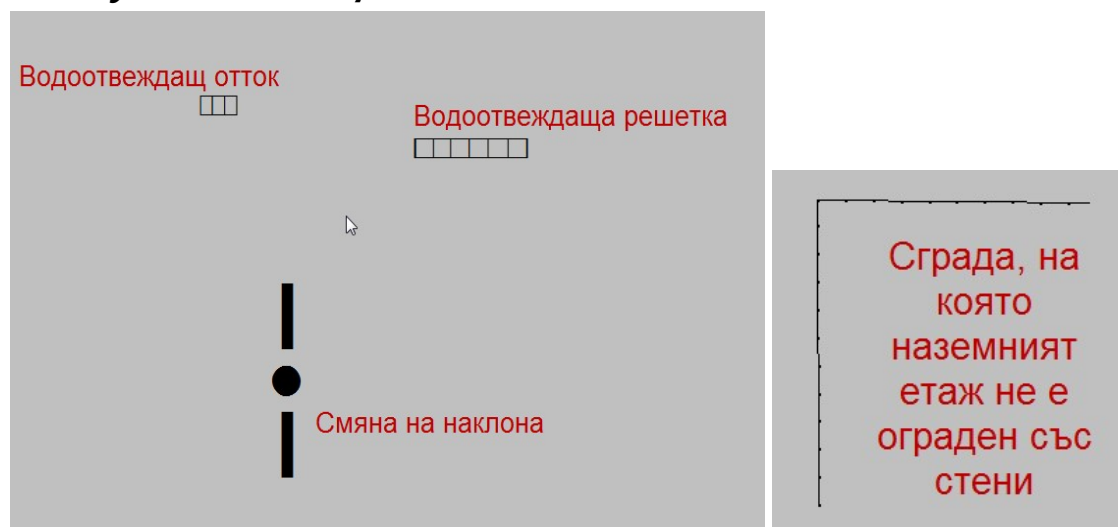 Водоотвеждащ отток
Водоотвеждаща решетка
Смяна на наклона
Сграда, на
която
наземният
етаж не е
ограден със
стени